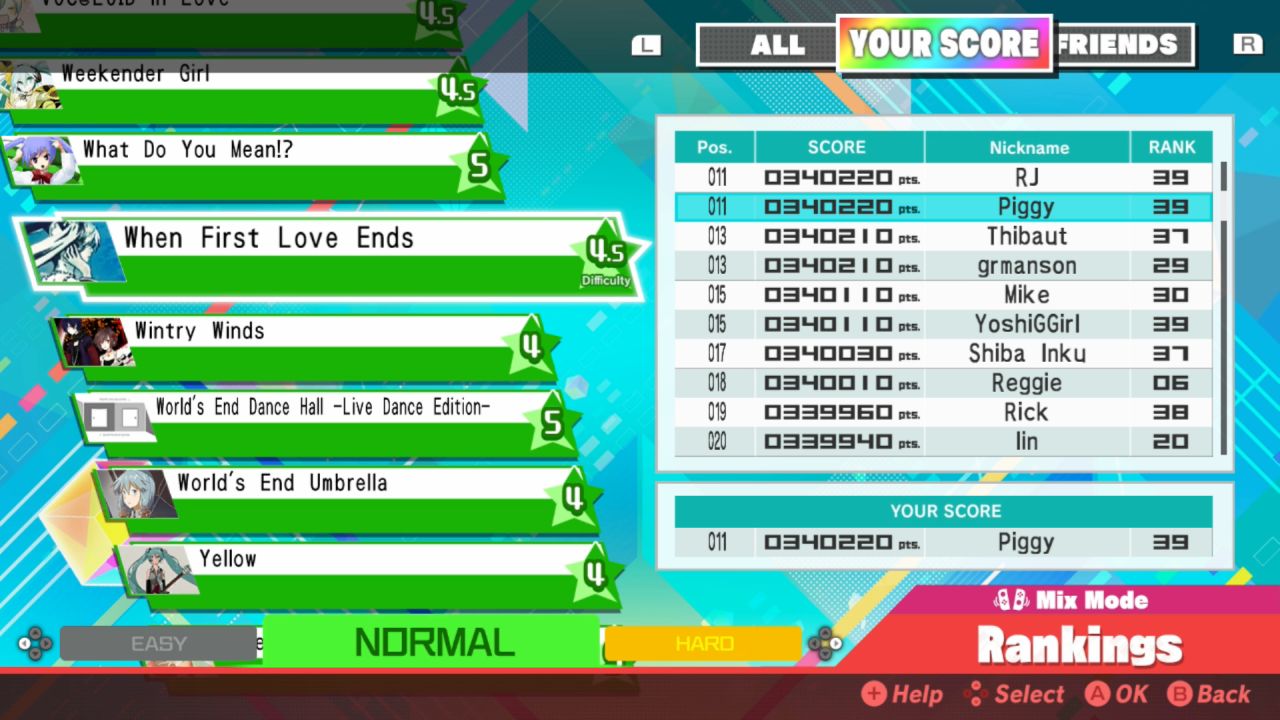 VOCALOID in Love
4.5
Weekender Girl
4.5
What Do You Mean!?
5
When First Love Ends
4.5
Difficulty
Wintry Winds
4
World's End Dance Hall -Live Dance Edition-
5
World's End Umbrella
4
Yellow
4
EASY
NORMAL
HARD
L
ALL
YOUR SCORE
FRIENDS
R
Pos. SCORE Nickname RANK
011 0340220 pts. RJ 39
011 0340220 pts. Piggy 39
013 0340210 pts. Thibaut 37
013 0340210 pts. grmanson 29
015 0340110 pts. Mike 30
015 0340110 pts. YoshiGGirl 39
017 0340030 pts. Shiba Inku 37
018 0340010 pts. Reggie 06
019 0339960 pts. Rick 38
020 0339940 pts. lin 20
YOUR SCORE
011 0340220 pts. Piggy 39
Mix Mode
Rankings
+ Help Select A OK B Back